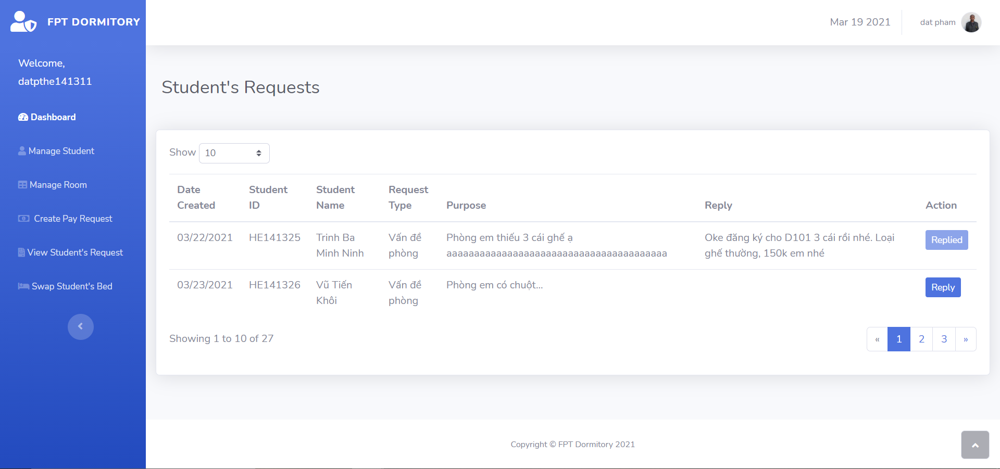 FPT DORMITORY
Mar 19 2021
dat pham
Welcome,
datpthe141311
Dashboard
Manage Student
Manage Room
Create Pay Request
View Student's Request
Swap Student's Bed
Student's Requests
Show 10
Date Created
Student ID
Student Name
Request Type
Purpose
Reply
Action
03/22/2021
HE141325
Trinh Ba
Minh Ninh
Vấn đề
phòng
Phòng em thiếu 3 cái ghế ạ
aaaaaaaaaaaaaaaaaaaaaaaaaaaaaaaaaaaaaaaa
Oke đăng ký cho D101 3 cái rồi nhé. Loại
ghế thường, 150k em nhé
Replied
03/23/2021
HE141326
Vũ Tiến
Khôi
Vấn đề
phòng
Phòng em có chuột...
Reply
Showing 1 to 10 of 27
« 1 2 3 »
Copyright © FPT Dormitory 2021